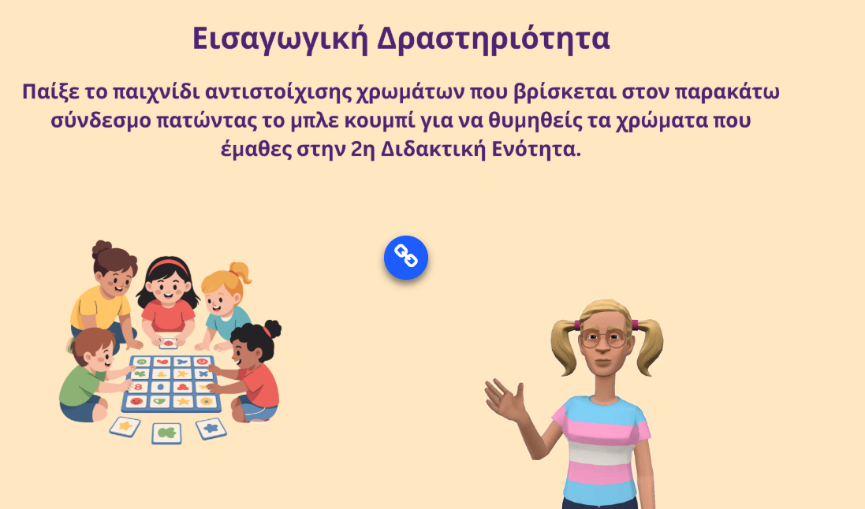 Εισαγωγική Δραστηριότητα
Παίξε το παιχνίδι αντιστοίχισης χρωμάτων που βρίσκεται στον παρακάτω
σύνδεσμο πατώντας το μπλε κουμπί για να θυμηθείς τα χρώματα που
έμαθες στην 2η Διδακτική Ενότητα.